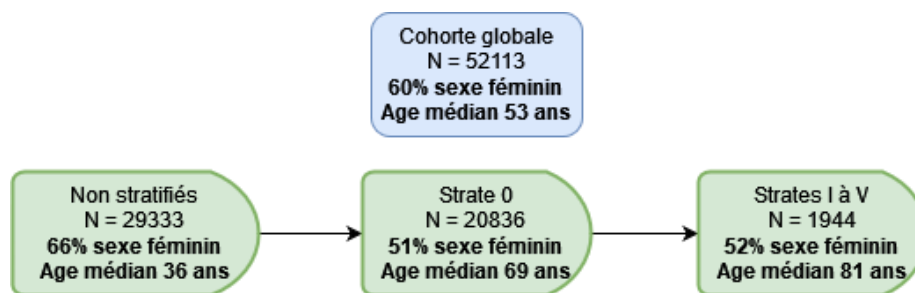 Cohorte globale
N = 52113
60% sexe féminin
Age médian 53 ans
Non stratifiés
N = 29333
66% sexe féminin
Age médian 36 ans
Strate 0
N = 20836
51% sexe féminin
Age médian 69 ans
Strates I à V
N = 1944
52% sexe féminin
Age médian 81 ans